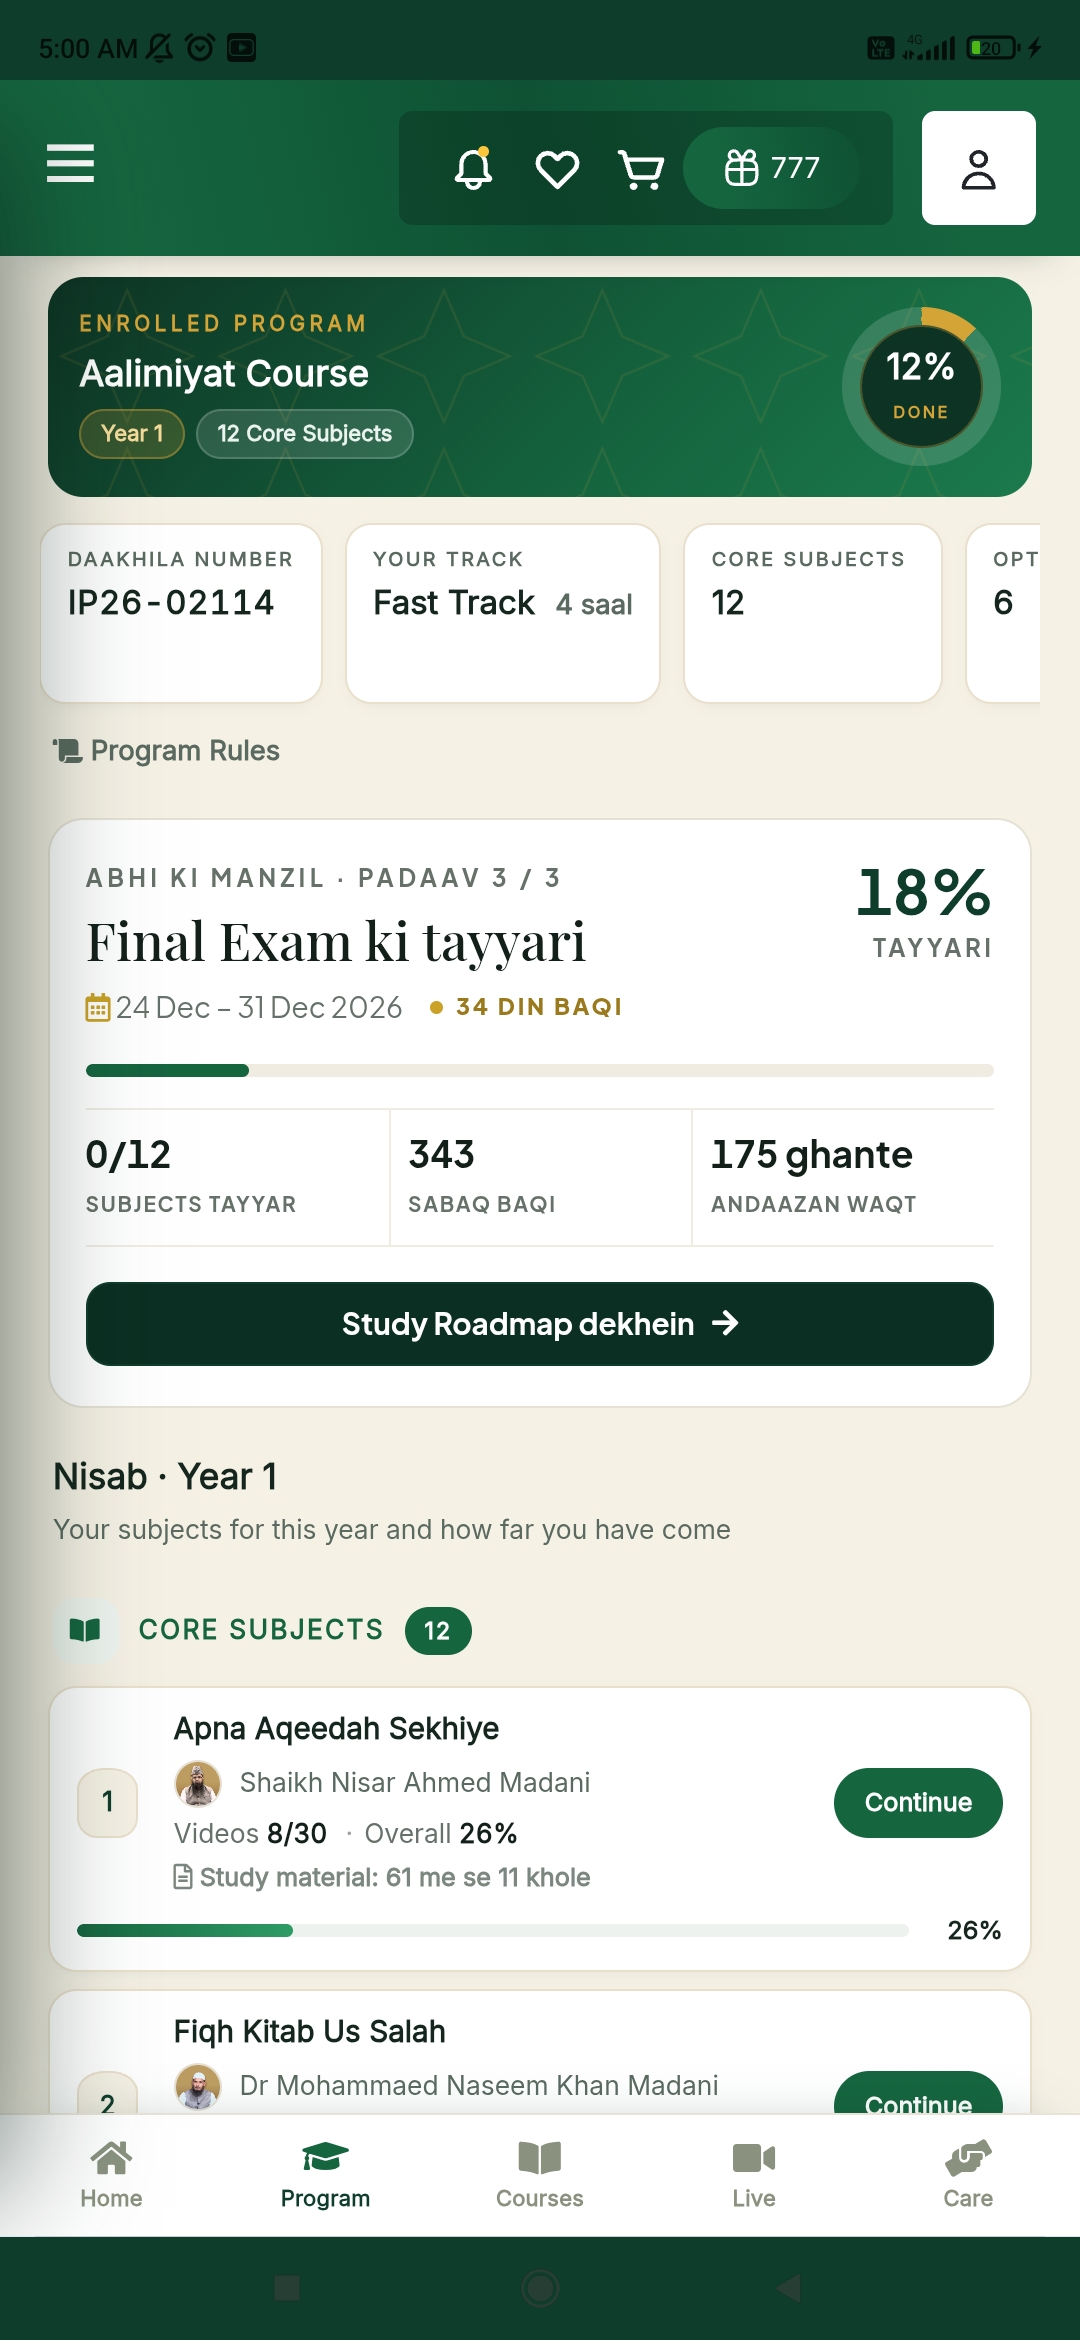 5:00 AM
Vo LTE 4G 20
777
ENROLLED PROGRAM
Aalimiyat Course
Year 1 12 Core Subjects
12%
DONE
DAAKHILA NUMBER YOUR TRACK CORE SUBJECTS OPT
IP26-02114 Fast Track 4 saal 12 6
Program Rules
ABHI KI MANZIL · PADAAV 3 / 3
18%
Final Exam ki tayyari
TAYYARI
24 Dec – 31 Dec 2026 • 34 DIN BAQI
0/12 343 175 ghante
SUBJECTS TAYYAR SABAQ BAQI ANDAAZAN WAQT
Study Roadmap dekhein →
Nisab · Year 1
Your subjects for this year and how far you have come
CORE SUBJECTS 12
Apna Aqeedah Sekhiye
1 Shaikh Nisar Ahmed Madani Continue
Videos 8/30 · Overall 26%
Study material: 61 me se 11 khole
26%
Fiqh Kitab Us Salah
2 Dr Mohammaed Naseem Khan Madani Continue
Home Program Courses Live Care